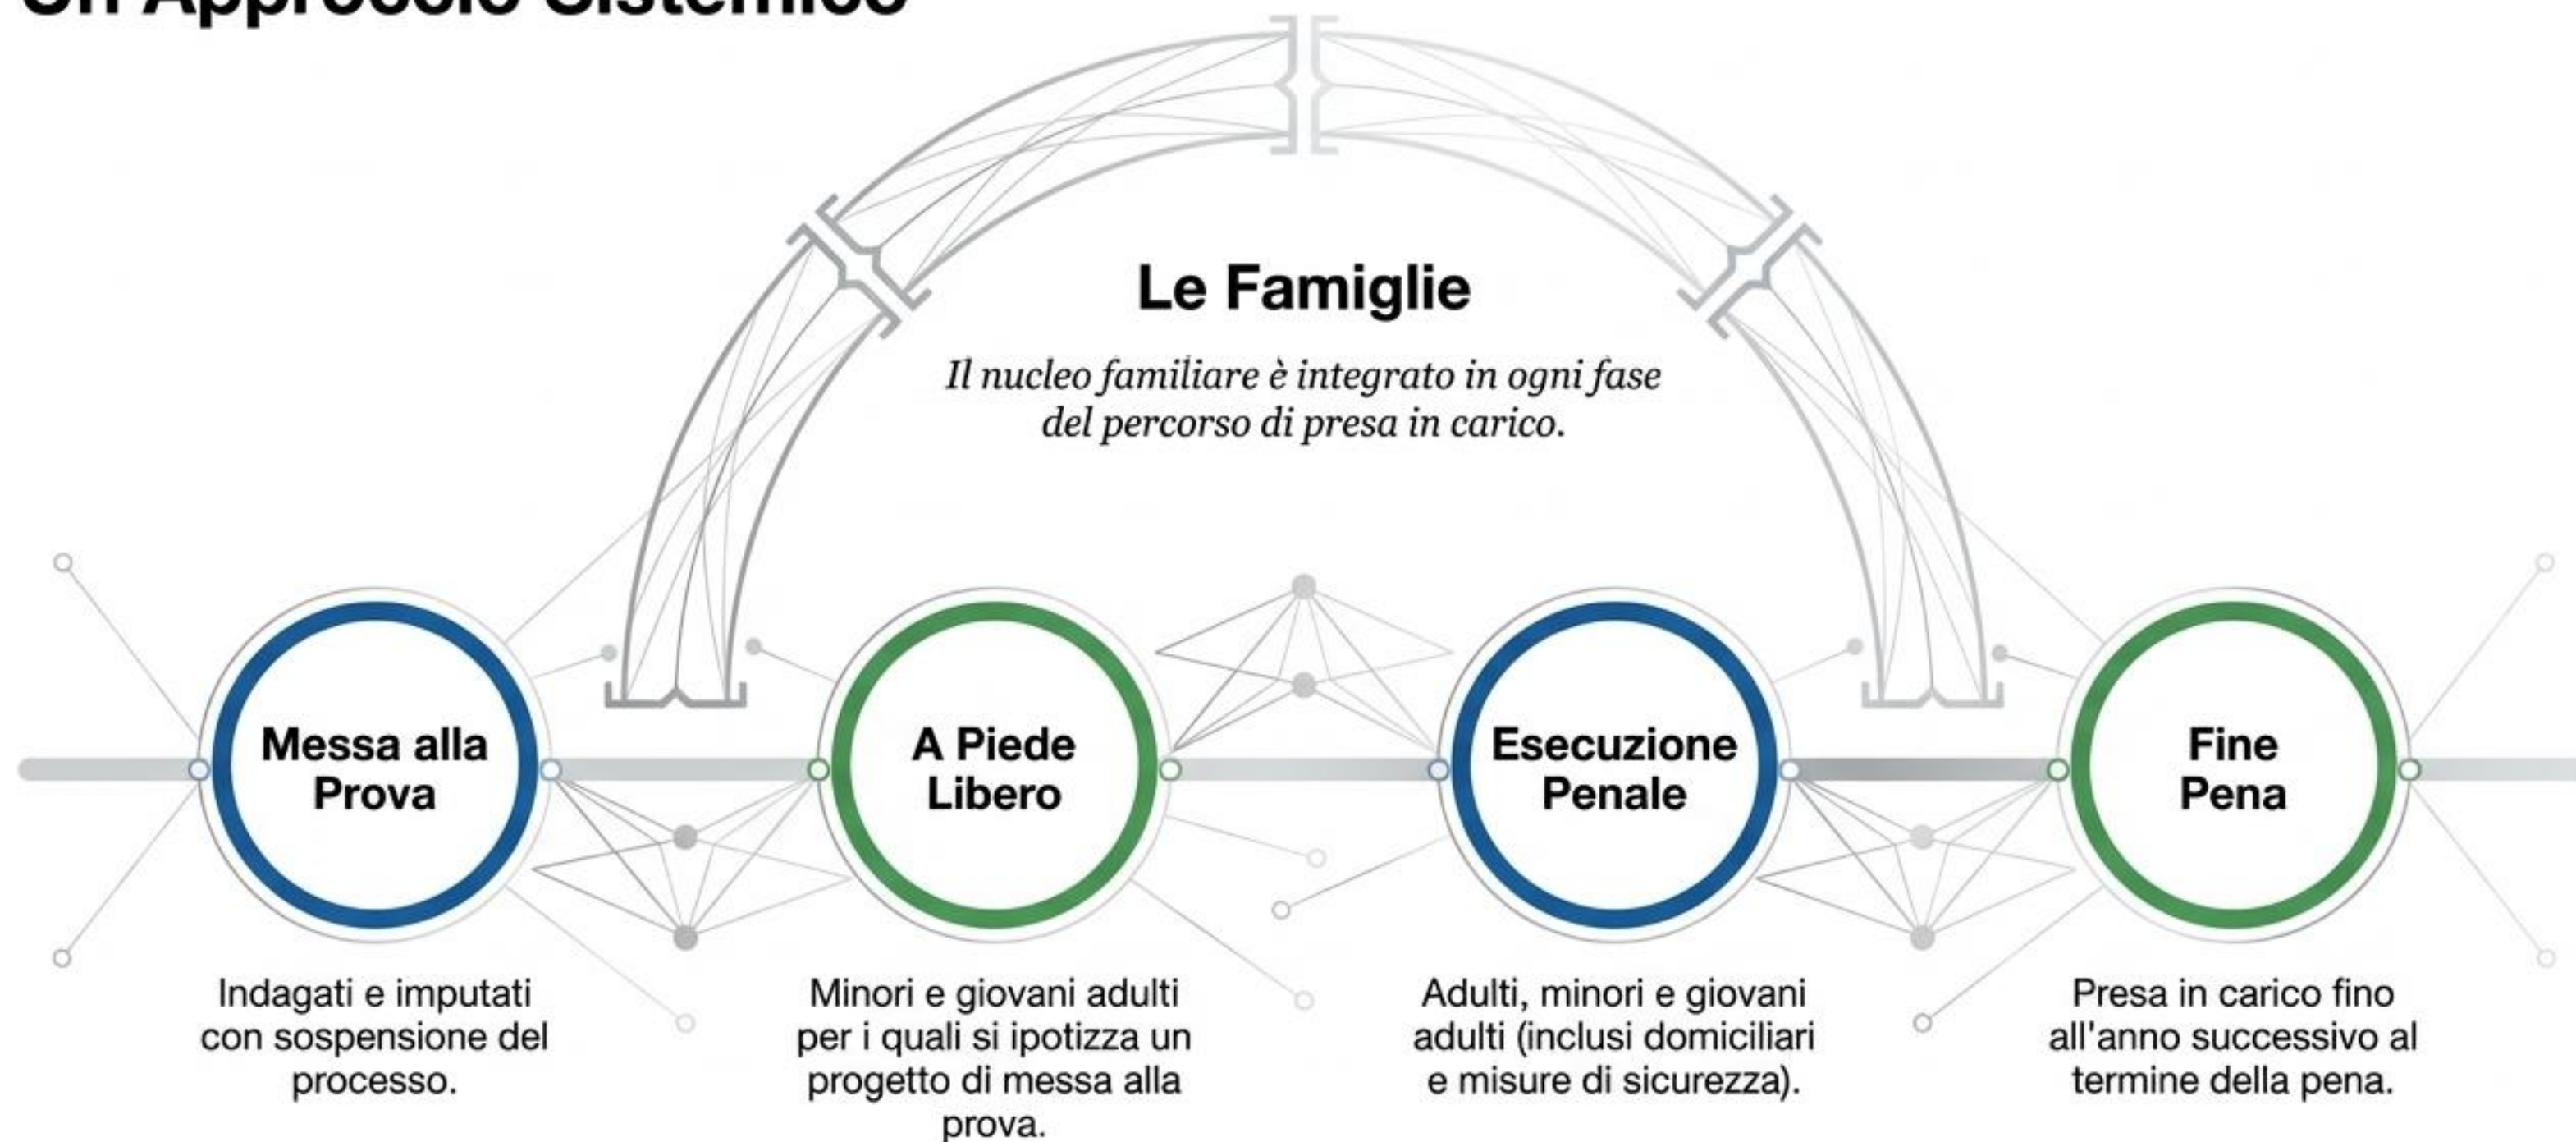 Un Approccio Sistemico
Le Famiglie
Il nucleo familiare è integrato in ogni fase
del percorso di presa in carico.
Messa alla
Prova
A Piede
Libero
Esecuzione
Penale
Fine
Pena
Indagati e imputati
con sospensione del
processo.
Minori e giovani adulti
per i quali si ipotizza un
progetto di messa alla
prova.
Adulti, minori e giovani
adulti (inclusi domiciliari
e misure di sicurezza).
Presa in carico fino
all'anno successivo al
termine della pena.